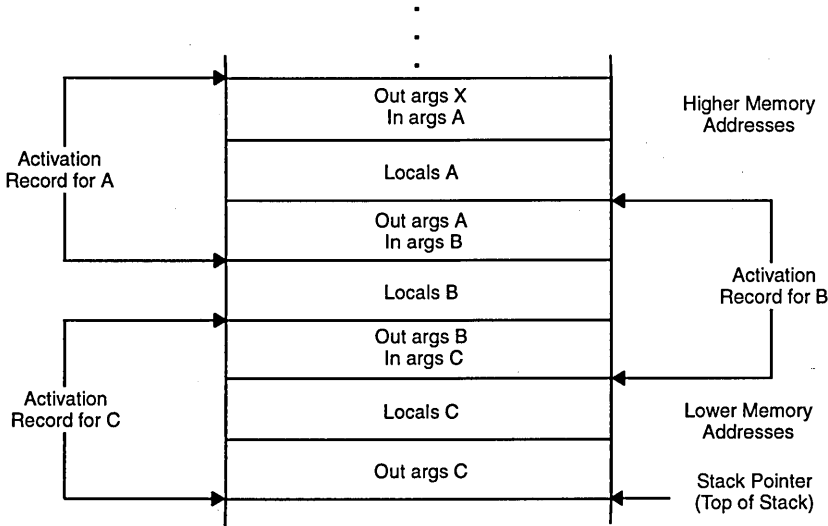 Out args X
In args A
Higher Memory
Addresses
Activation
Record for A
Locals A
Out args A
In args B
Activation
Record for B
Locals B
Out args B
In args C
Activation
Record for C
Locals C
Lower Memory
Addresses
Out args C
Stack Pointer
(Top of Stack)